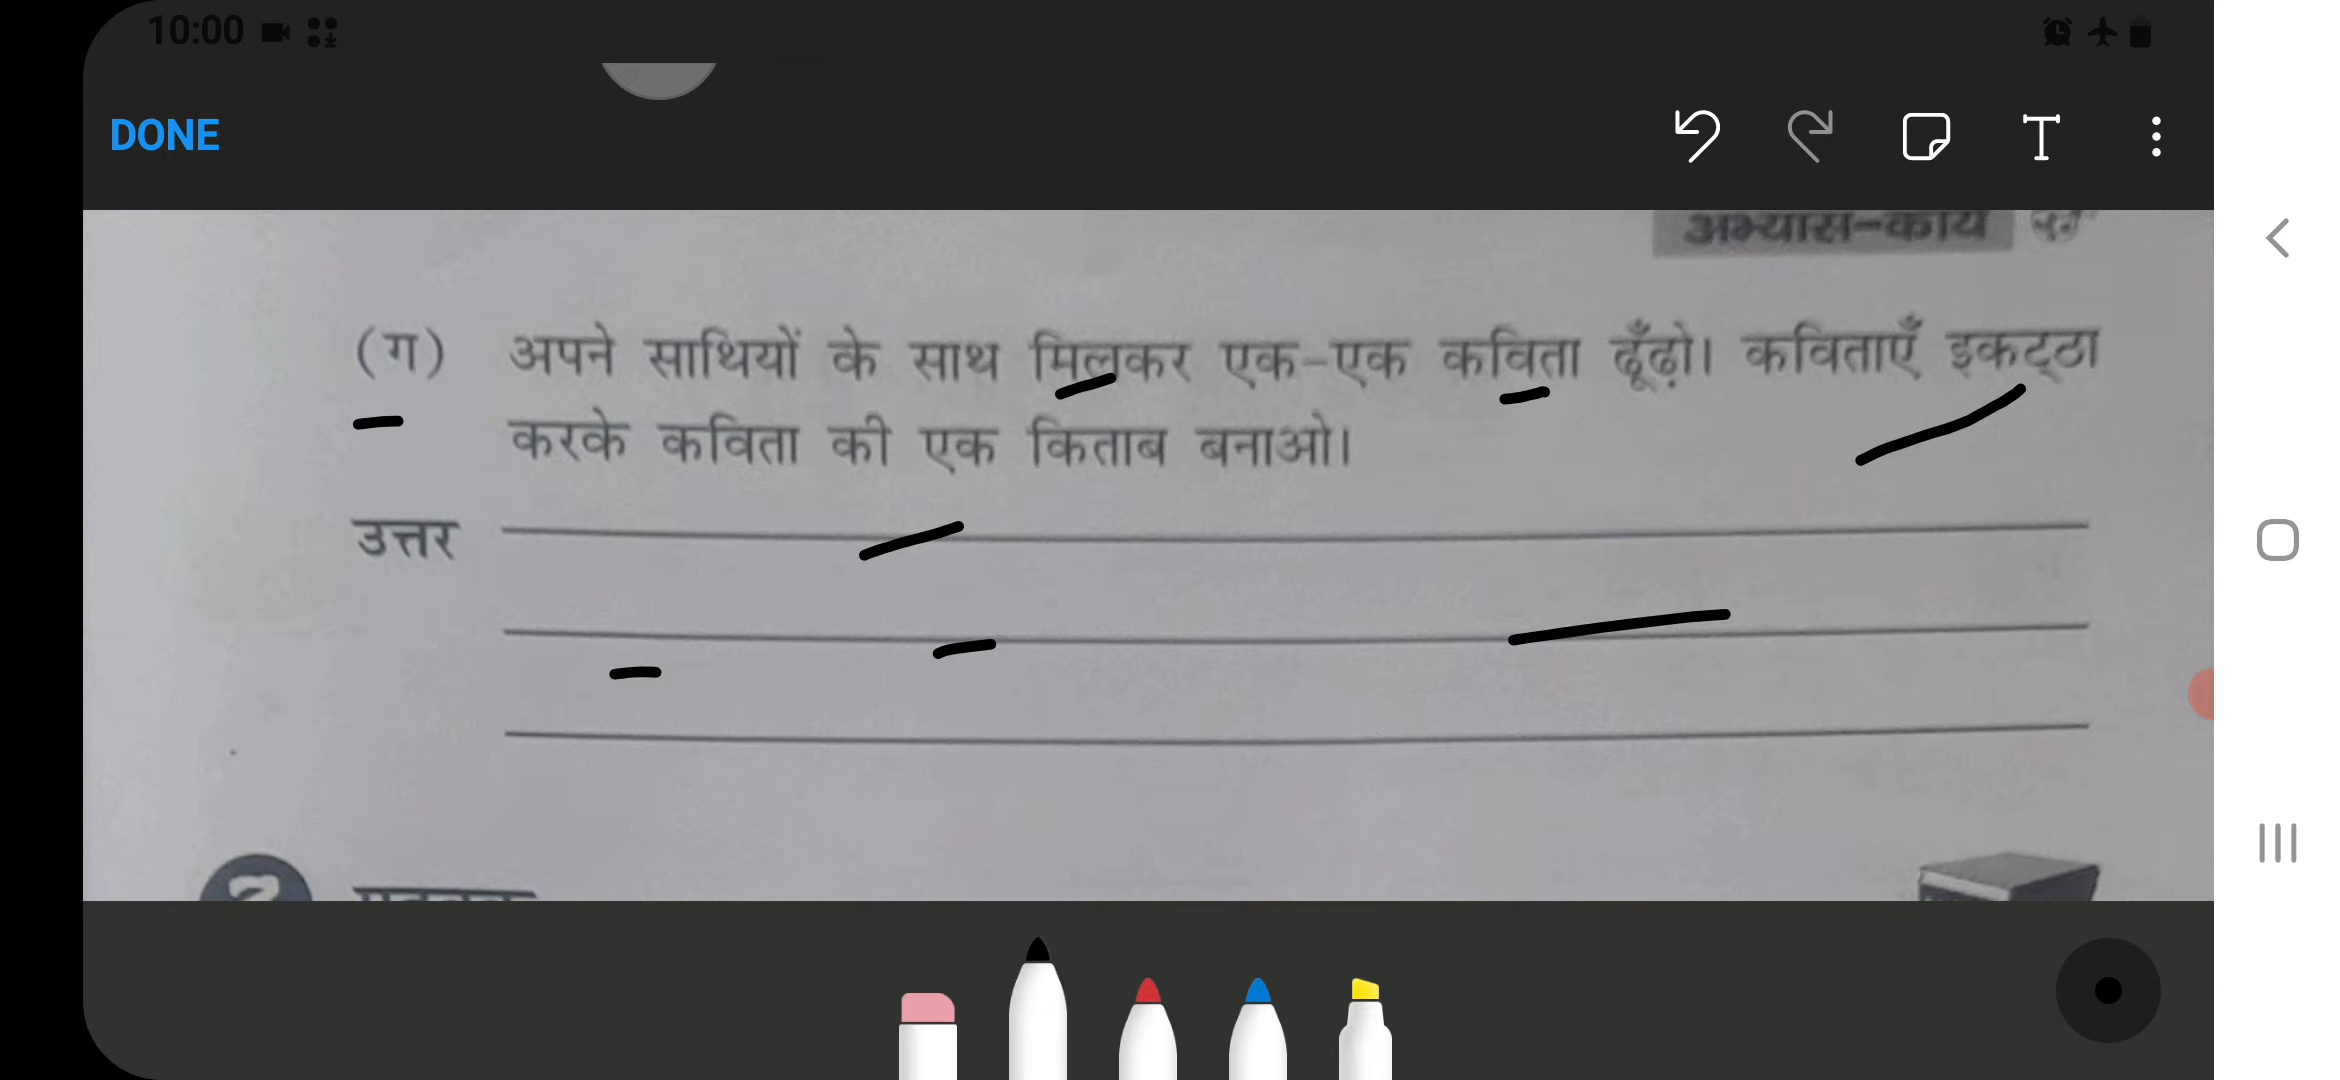 10:00
DONE
T
अभ्यास-कार्य
(ग) अपने साथियों के साथ मिलकर एक-एक कविता ढूँढ़ो। कविताएँ इकट्ठा
करके कविता की एक किताब बनाओ।
उत्तर